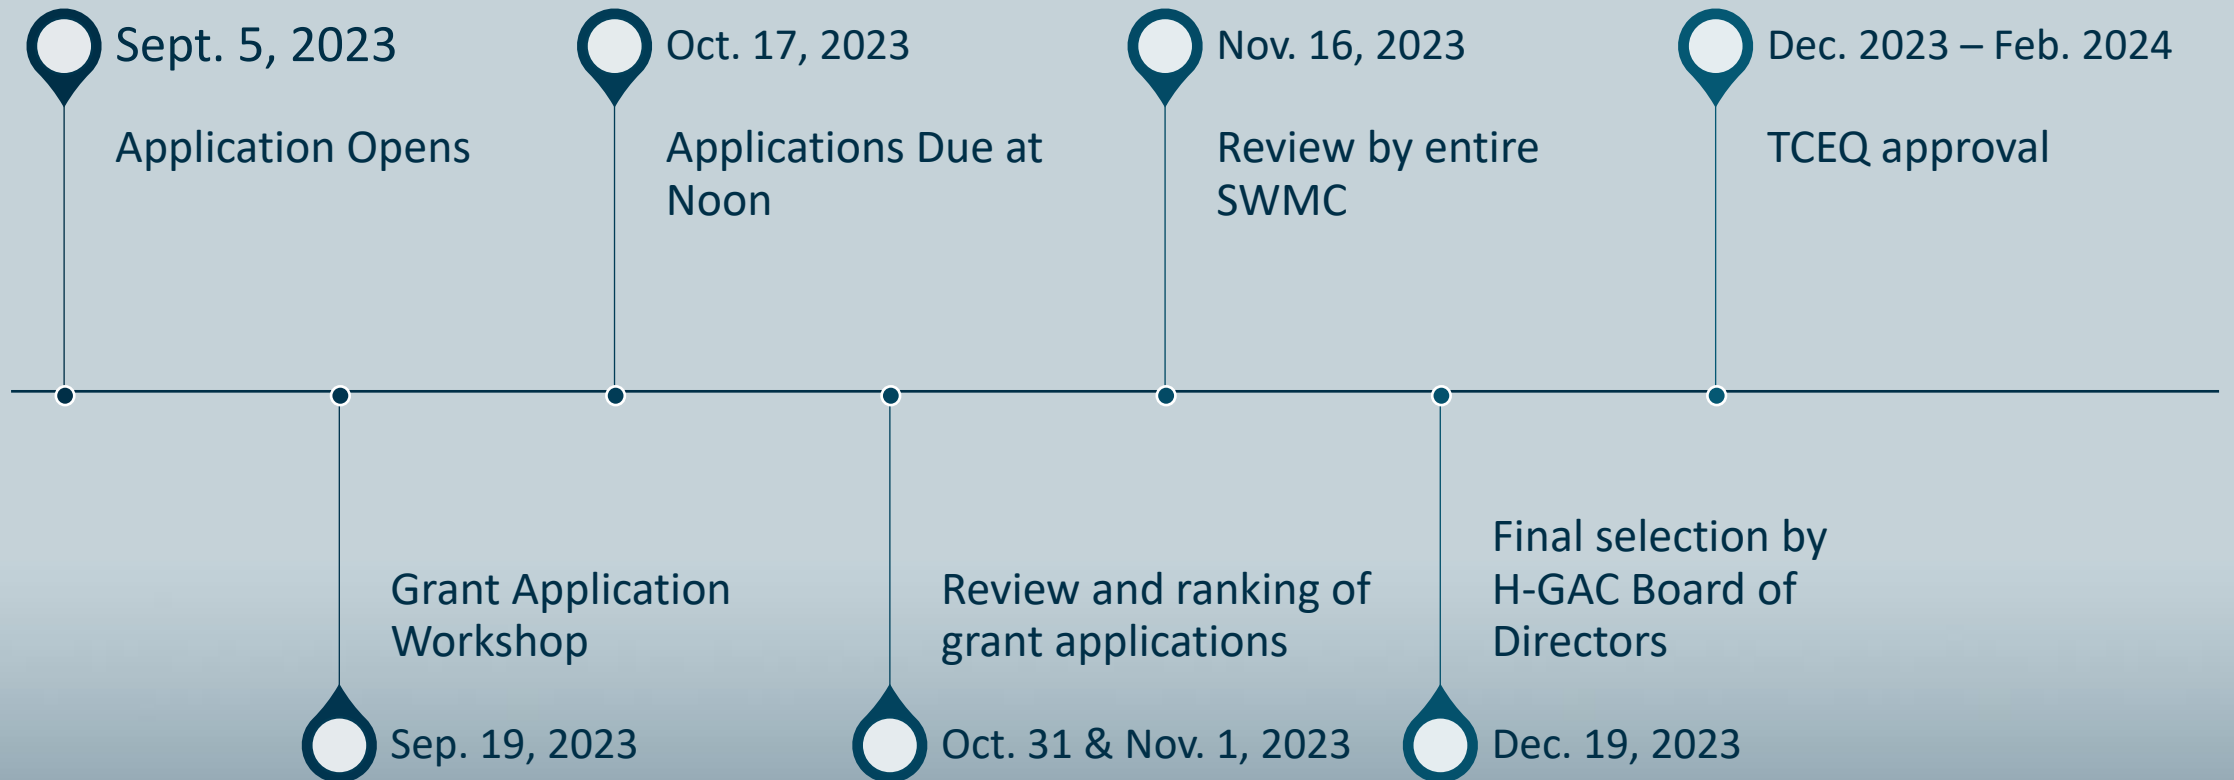 Sept. 5, 2023
Application Opens
Grant Application
Workshop
Sep. 19, 2023
Oct. 17, 2023
Applications Due at
Noon
Review and ranking of
grant applications
Oct. 31 & Nov. 1, 2023
Nov. 16, 2023
Review by entire
SWMC
Final selection by
H-GAC Board of
Directors
Dec. 19, 2023
Dec. 2023 – Feb. 2024
TCEQ approval